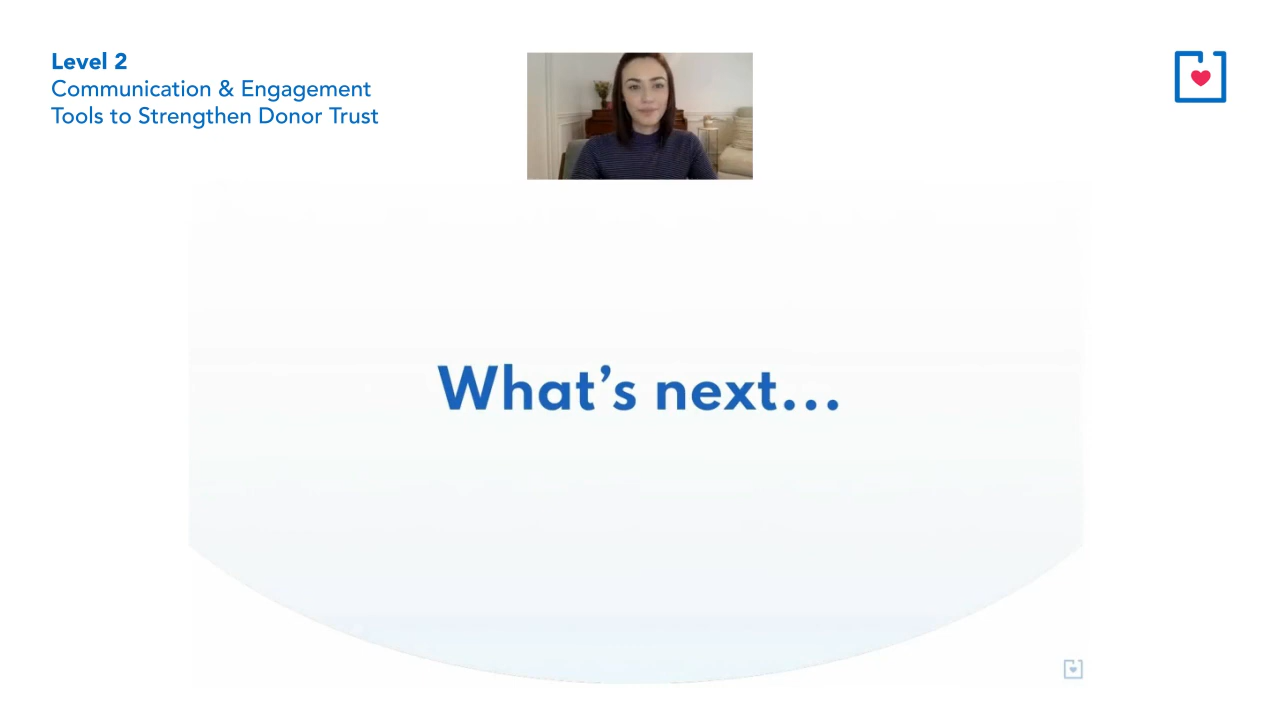 Level 2
Communication & Engagement
Tools to Strengthen Donor Trust
What’s next...